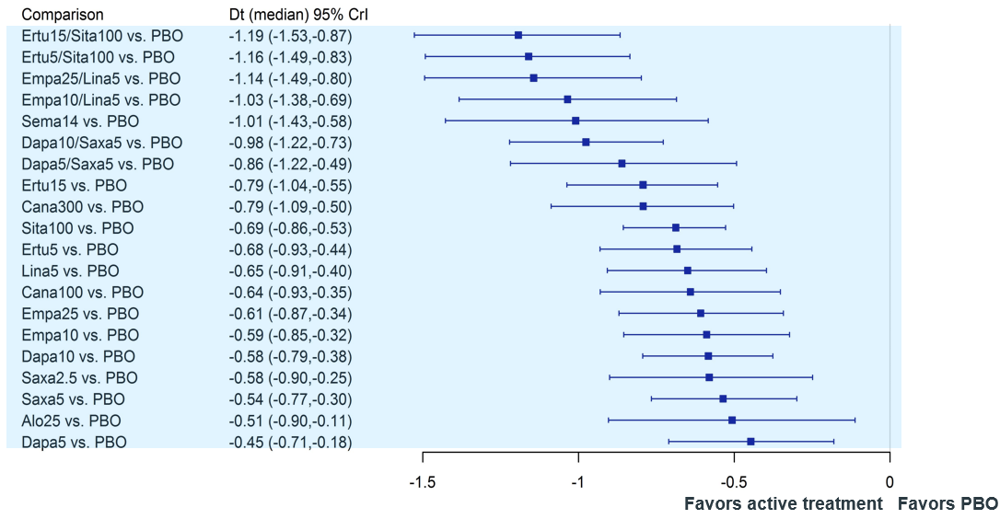 Comparison Dt (median) 95% CrI
Ertu15/Sita100 vs. PBO -1.19 (-1.53,-0.87)
Ertu5/Sita100 vs. PBO -1.16 (-1.49,-0.83)
Empa25/Lina5 vs. PBO -1.14 (-1.49,-0.80)
Empa10/Lina5 vs. PBO -1.03 (-1.38,-0.69)
Sema14 vs. PBO -1.01 (-1.43,-0.58)
Dapa10/Saxa5 vs. PBO -0.98 (-1.22,-0.73)
Dapa5/Saxa5 vs. PBO -0.86 (-1.22,-0.49)
Ertu15 vs. PBO -0.79 (-1.04,-0.55)
Cana300 vs. PBO -0.79 (-1.09,-0.50)
Sita100 vs. PBO -0.69 (-0.86,-0.53)
Ertu5 vs. PBO -0.68 (-0.93,-0.44)
Lina5 vs. PBO -0.65 (-0.91,-0.40)
Cana100 vs. PBO -0.64 (-0.93,-0.35)
Empa25 vs. PBO -0.61 (-0.87,-0.34)
Empa10 vs. PBO -0.59 (-0.85,-0.32)
Dapa10 vs. PBO -0.58 (-0.79,-0.38)
Saxa2.5 vs. PBO -0.58 (-0.90,-0.25)
Saxa5 vs. PBO -0.54 (-0.77,-0.30)
Alo25 vs. PBO -0.51 (-0.90,-0.11)
Dapa5 vs. PBO -0.45 (-0.71,-0.18)
-1.5 -1 -0.5 0
Favors active treatment Favors PBO